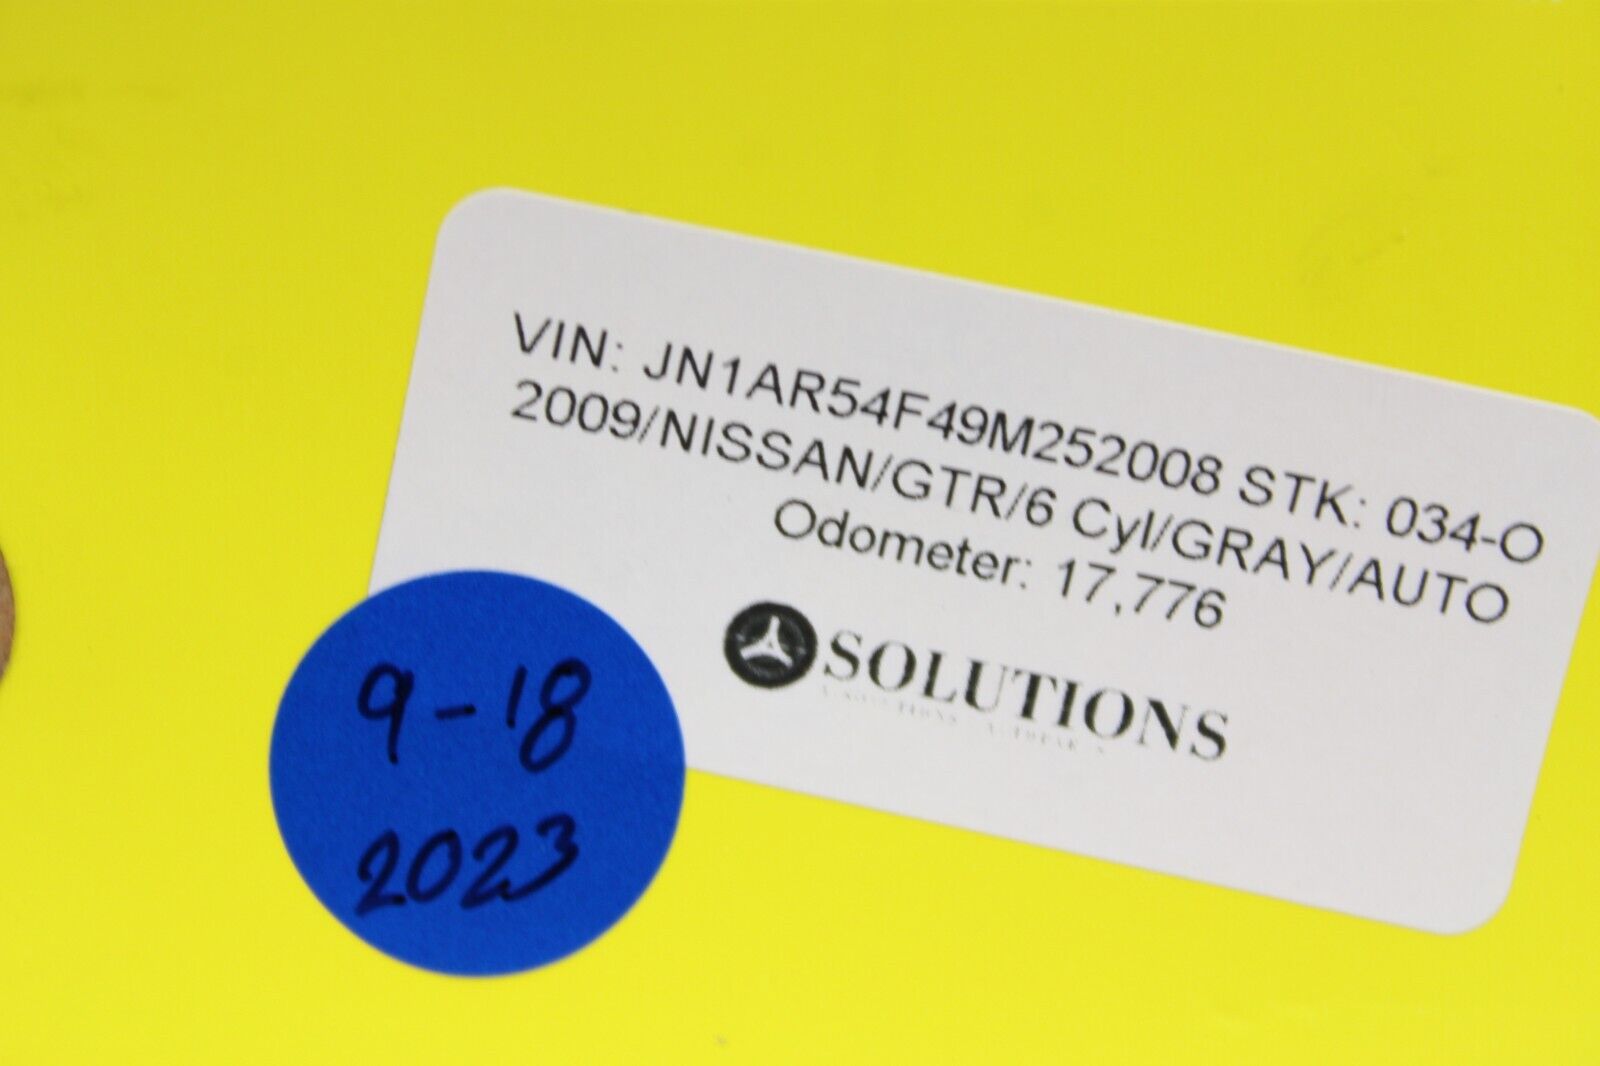 VIN: JN1AR54F49M252008 STK: 034-O
2009/NISSAN/GTR/6 Cyl/GRAY/AUTO
Odometer: 17,776
SOLUTIONS
9-18
2023